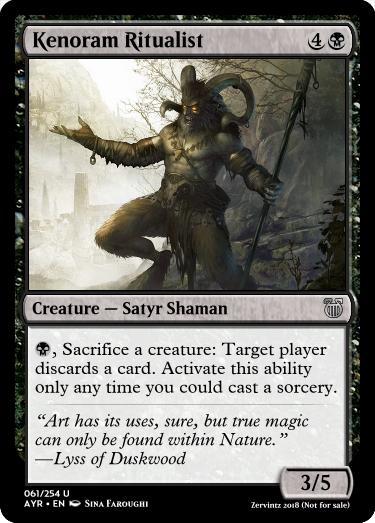 Kenoram Ritualist 4
Creature — Satyr Shaman
, Sacrifice a creature: Target player
discards a card. Activate this ability
only any time you could cast a sorcery.
“Art has its uses, sure, but true magic
can only be found within Nature.”
—Lyss of Duskwood
3/5
061/254 U
AYR • EN Sina Faroughi
Zervintz 2018 (Not for sale)